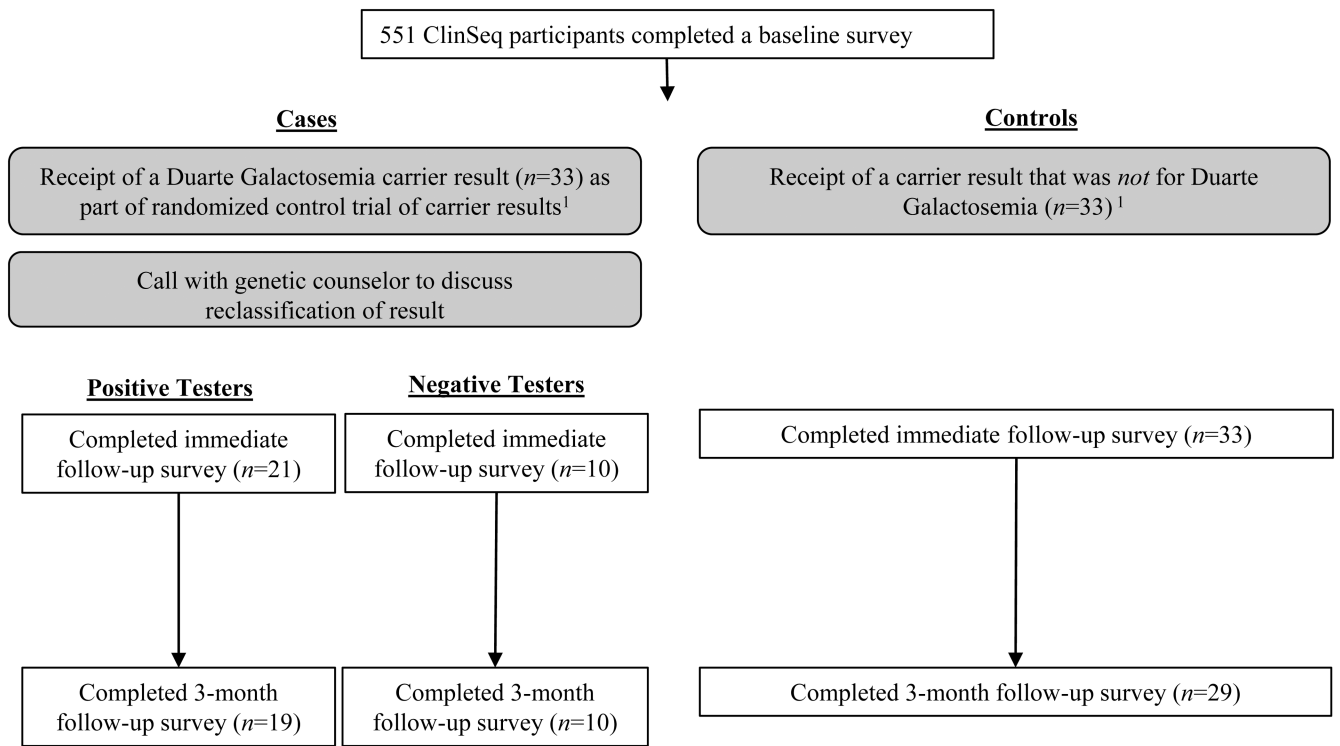 551 ClinSeq participants completed a baseline survey
Cases
Receipt of a Duarte Galactosemia carrier result (n=33) as
part of randomized control trial of carrier results¹
Call with genetic counselor to discuss
reclassification of result
Controls
Receipt of a carrier result that was not for Duarte
Galactosemia (n=33) ¹
Positive Testers
Completed immediate
follow-up survey (n=21)
Completed 3-month
follow-up survey (n=19)
Negative Testers
Completed immediate
follow-up survey (n=10)
Completed 3-month
follow-up survey (n=10)
Completed immediate follow-up survey (n=33)
Completed 3-month follow-up survey (n=29)